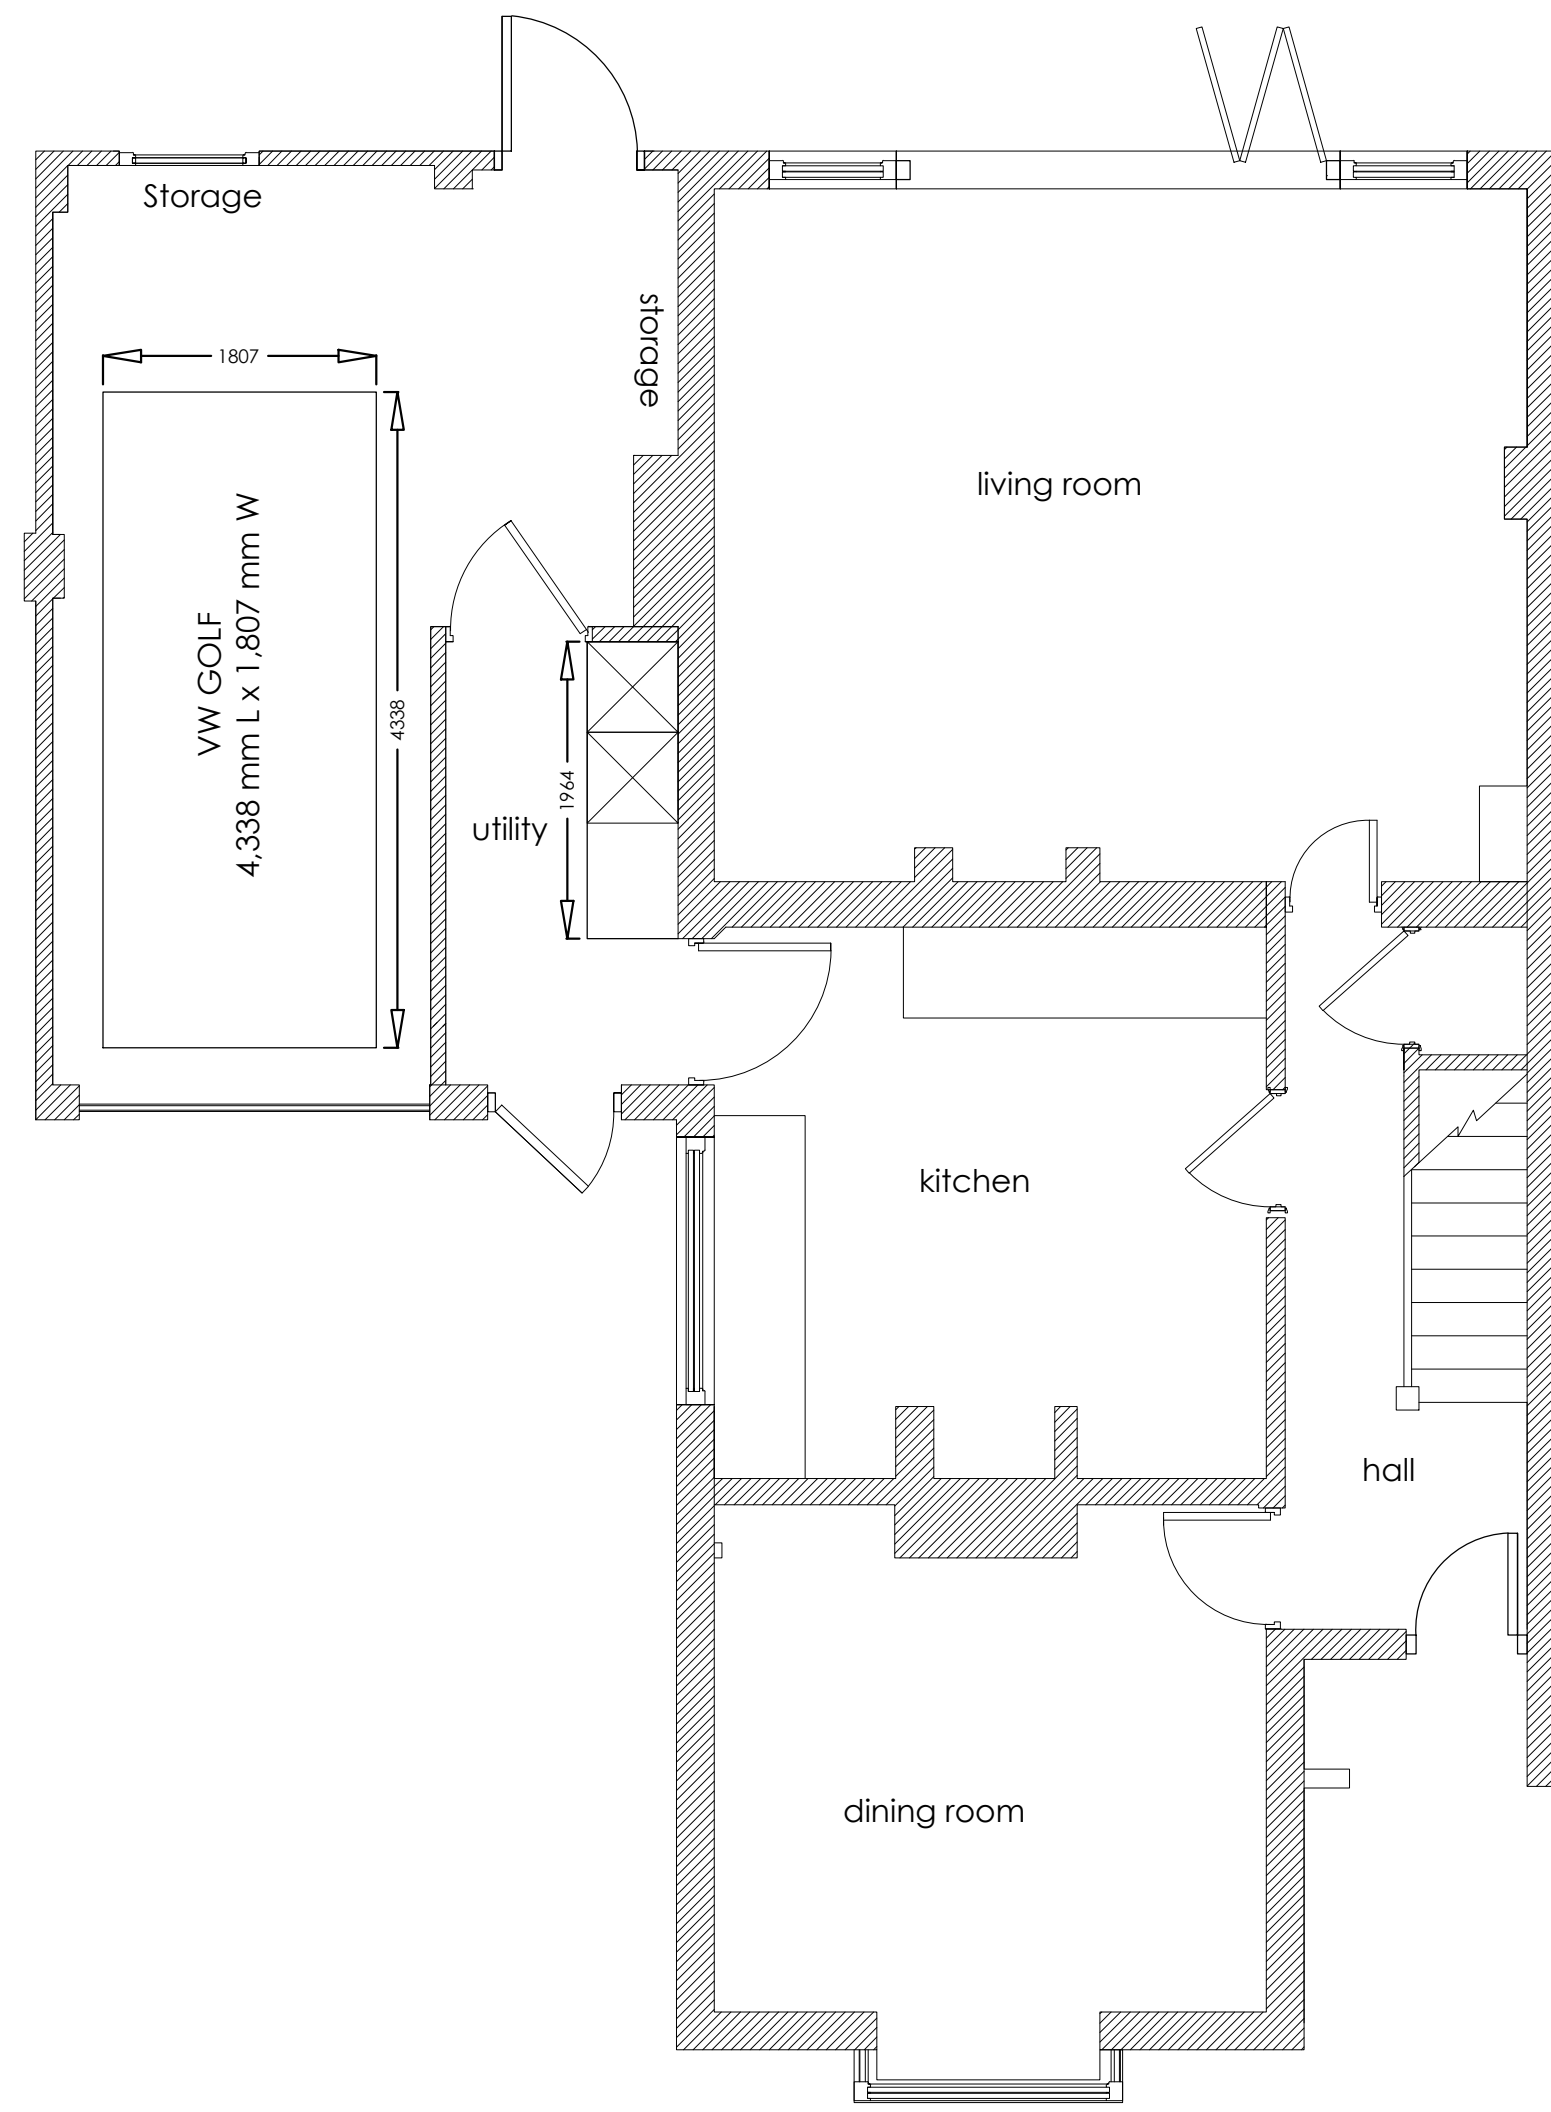 Storage
storage
1807
living room
VW GOLF
4,338 mm L x 1,807 mm W
4338
1964
utility
kitchen
hall
dining room